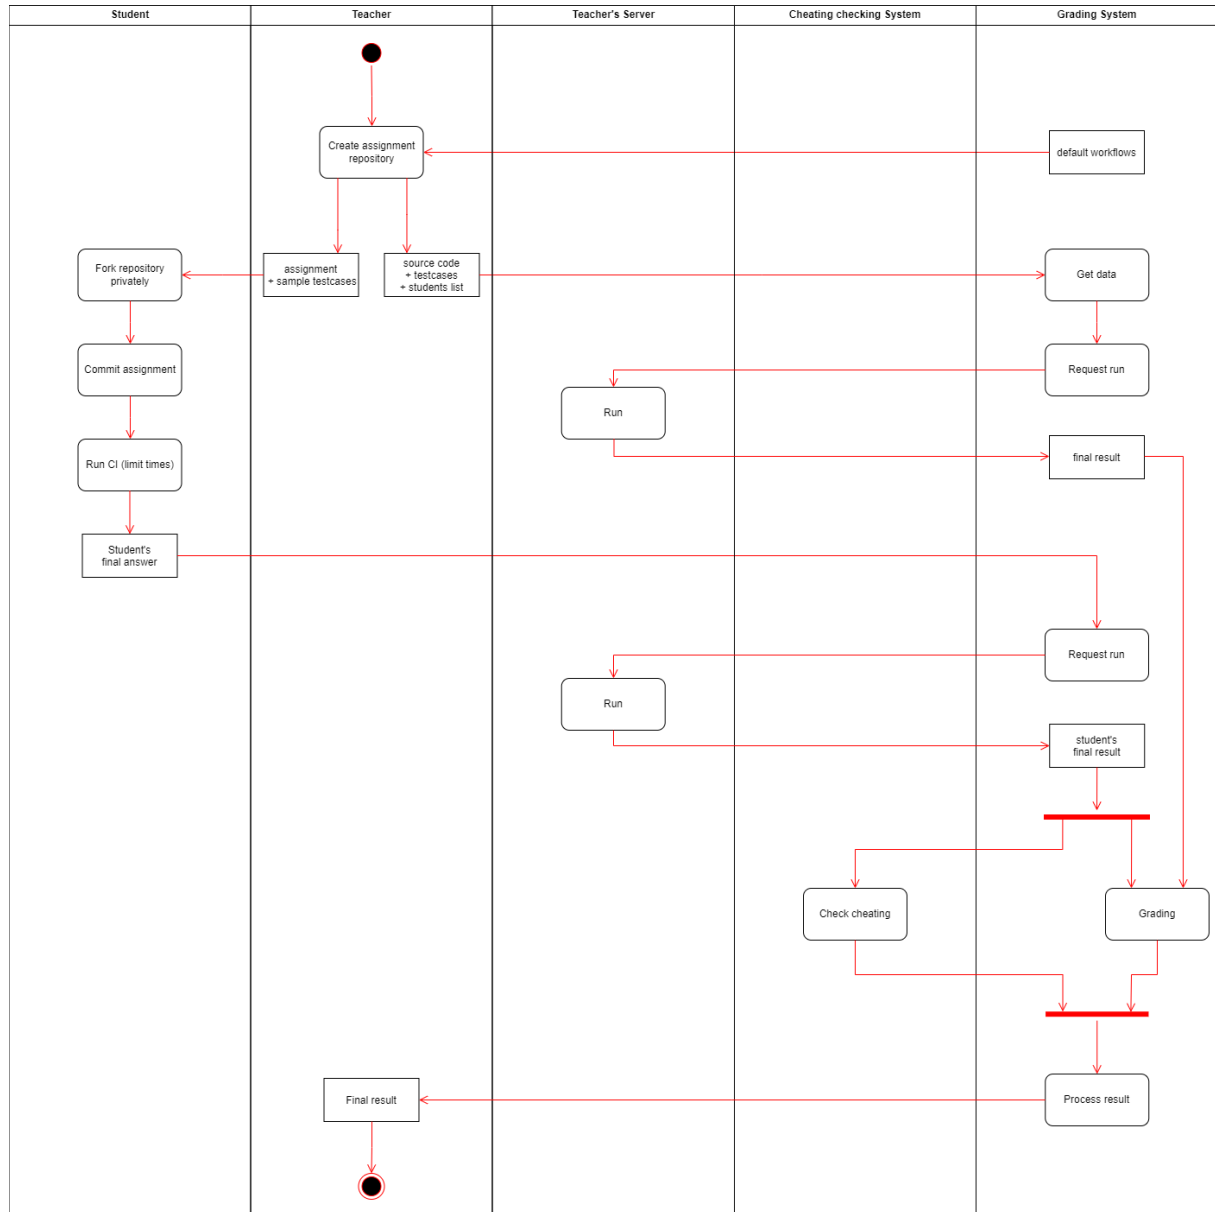 Student
Teacher
Teacher's Server
Cheating checking System
Grading System
Create assignment
repository
default workflows
Fork repository
privately
assignment
+ sample testcases
source code
+ testcases
+ students list
Get data
Commit assignment
Request run
Run
Run CI (limit times)
final result
Student's
final answer
Request run
Run
student's
final result
Check cheating
Grading
Final result
Process result